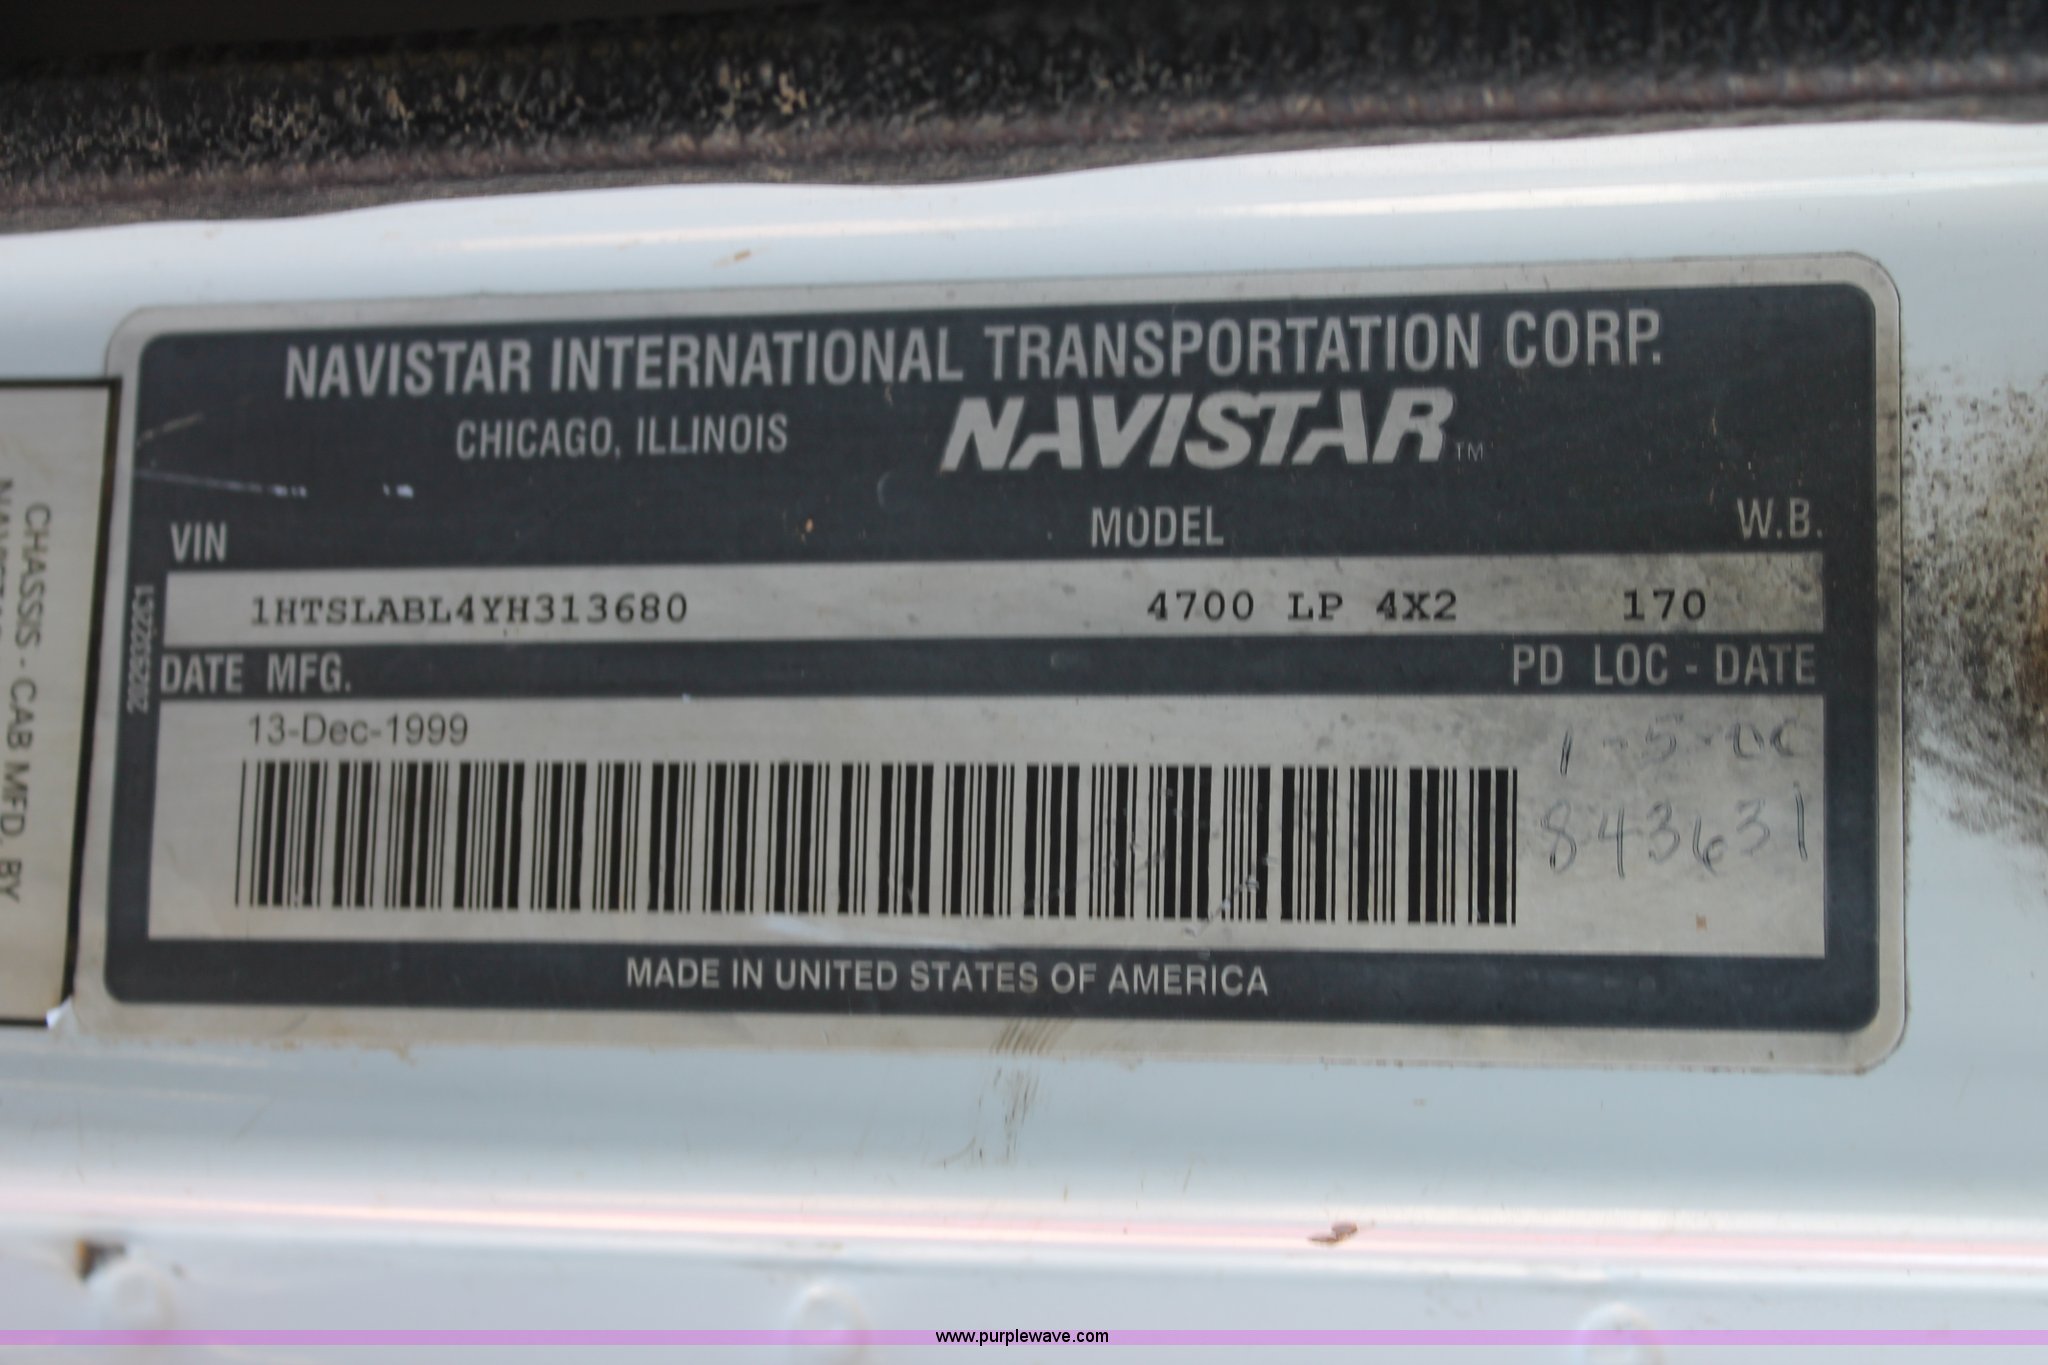 NAVISTAR INTERNATIONAL TRANSPORTATION CORP.
CHICAGO, ILLINOIS
NAVISTAR™
VIN MODEL W.B.
1HTSLABL4YH313680 4700 LP 4X2 170
DATE MFG. PD LOC - DATE
13-Dec-1999
843631
MADE IN UNITED STATES OF AMERICA
CHASSIS - CAB MFD. BY
www.purplewave.com